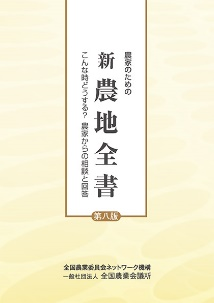 農家のための
新 農地全書
こんな時どうする? 農家からの相談と回答
第八版
全国農業委員会ネットワーク機構
一般社団法人 全国農業会議所